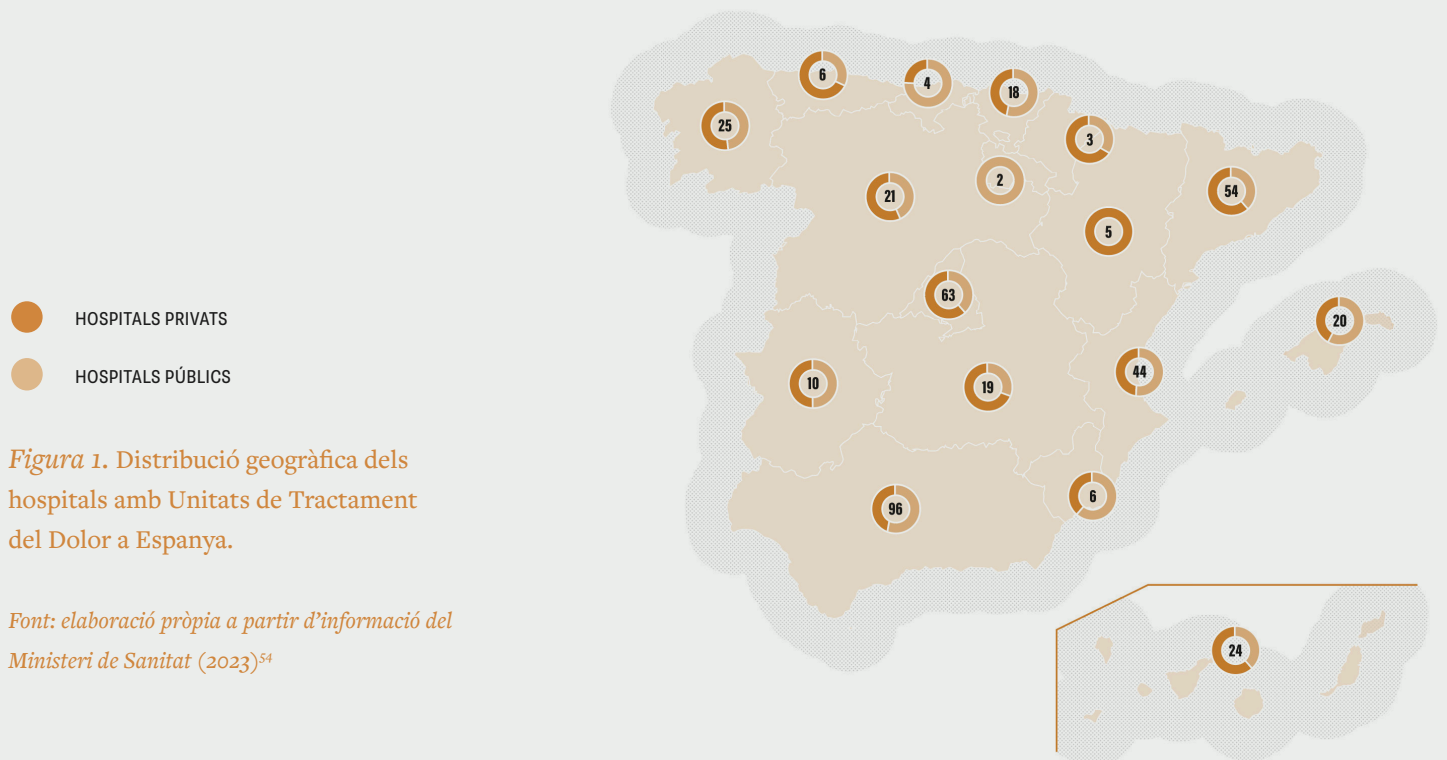 6
4
18
25
3
2
54
21
5
63
20
44
10
19
6
96
24
HOSPITALS PRIVATS
HOSPITALS PÚBLICS
Figura 1. Distribució geogràfica dels
hospitals amb Unitats de Tractament
del Dolor a Espanya.
Font: elaboració pròpia a partir d’informació del
Ministeri de Sanitat (2023)⁵⁴